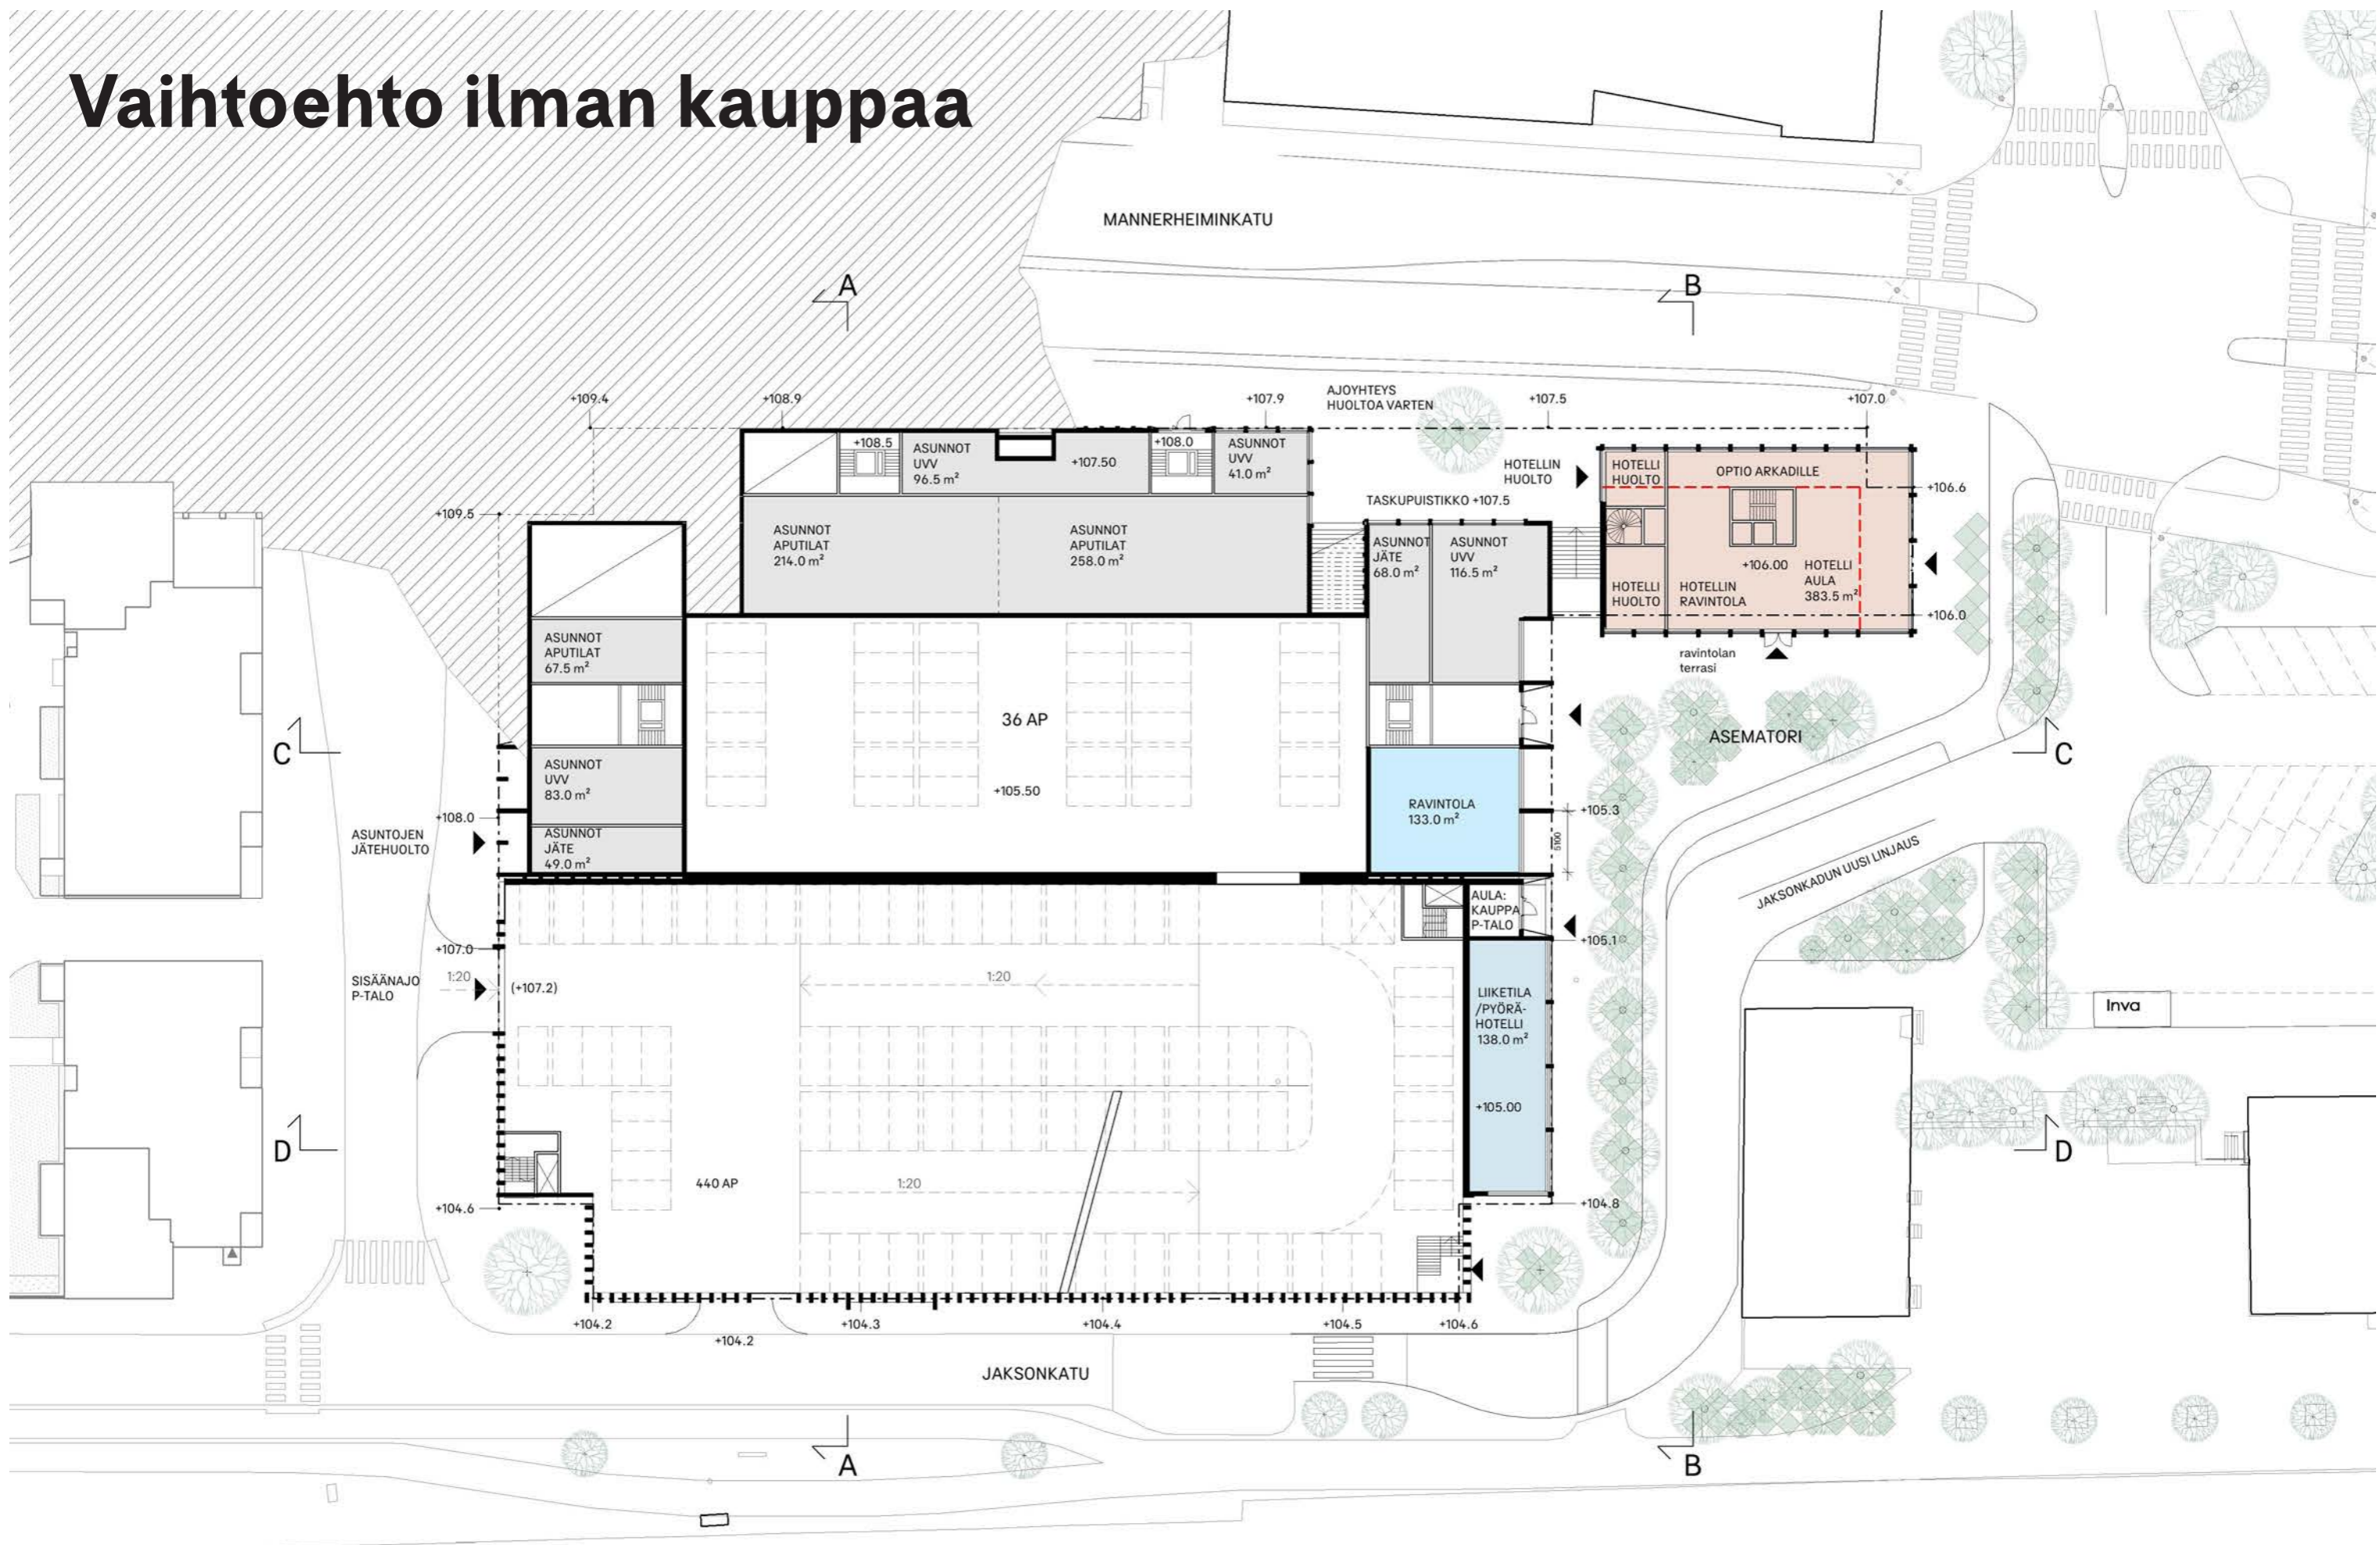 Vaihtoehto ilman kauppaa
MANNERHEIMINKATU
A
B
+109.4
+108.9
+107.9
AJOYHTEYS
HUOLTOA VARTEN
+107.5
+107.0
+108.5
ASUNNOT
UVV
96.5 m²
+107.50
+108.0
ASUNNOT
UVV
41.0 m²
HOTELLIN
HUOLTO
HOTELLI
HUOLTO
OPTIO ARKADILLE
+106.6
TASKUPUISTIKKO +107.5
+109.5
ASUNNOT
APUTILAT
214.0 m²
ASUNNOT
APUTILAT
258.0 m²
ASUNNOT
JÄTE
68.0 m²
ASUNNOT
UVV
116.5 m²
+106.00
HOTELLI
AULA
383.5 m²
HOTELLI
HUOLTO
HOTELLIN
RAVINTOLA
+106.0
ASUNNOT
APUTILAT
67.5 m²
ravintolan
terrasi
36 AP
ASEMATORI
C
C
ASUNNOT
UVV
83.0 m²
+105.50
RAVINTOLA
133.0 m²
+105.3
5100
+108.0
ASUNTOJEN
JÄTEHUOLTO
ASUNNOT
JÄTE
49.0 m²
JAKSONKADUN UUSI LINJAUS
AULA:
KAUPPA
P-TALO
+105.1
+107.0
SISÄÄNAJO
P-TALO
1:20
(+107.2)
1:20
LIIKETILA
/PYÖRÄ-
HOTELLI
138.0 m²
Inva
+105.00
D
D
440 AP
1:20
+104.6
+104.8
+104.2
+104.2
+104.3
+104.4
+104.5
+104.6
JAKSONKATU
A
B